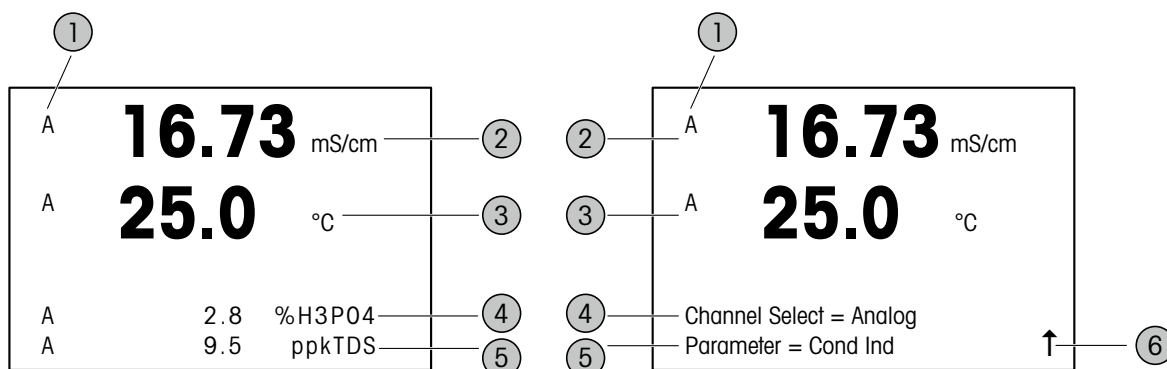 1
A 16.73 mS/cm 2
A 25.0 °C 3
A 2.8 %H3PO4 4
A 9.5 ppkTDS 5
1
2 A 16.73 mS/cm
3 A 25.0 °C
4 Channel Select = Analog
5 Parameter = Cond Ind ↑ 6